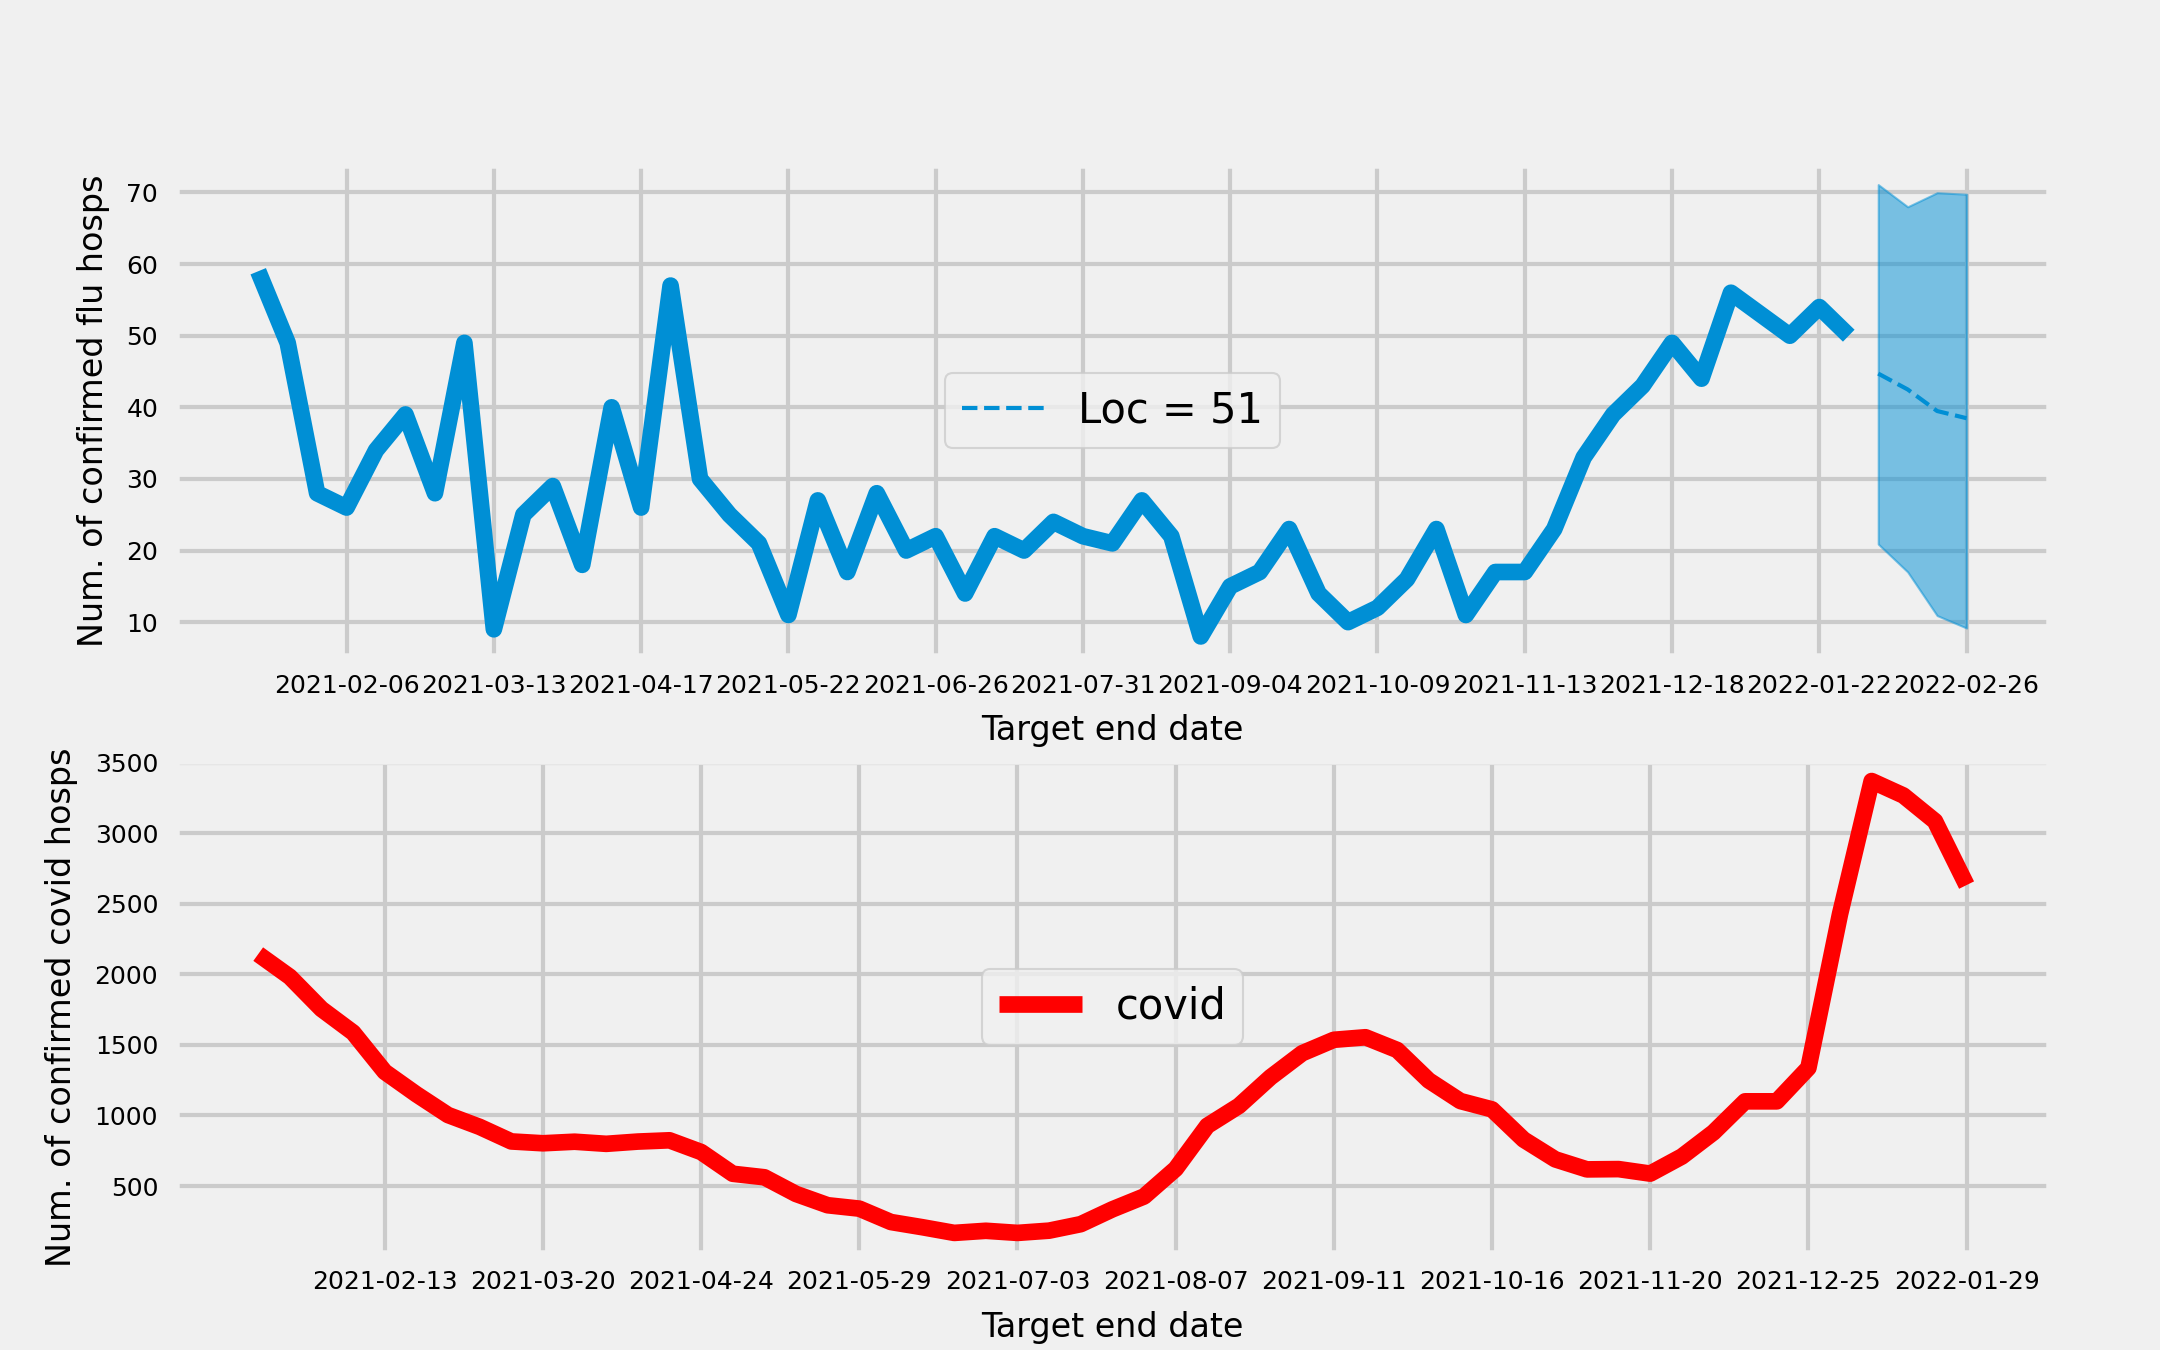 Num. of confirmed flu hosps
70
60
50
40
30
20
10
Loc = 51
2021-02-06 2021-03-13 2021-04-17 2021-05-22 2021-06-26 2021-07-31 2021-09-04 2021-10-09 2021-11-13 2021-12-18 2022-01-22 2022-02-26
Target end date
Num. of confirmed covid hosps
3500
3000
2500
2000
1500
1000
500
covid
2021-02-13 2021-03-20 2021-04-24 2021-05-29 2021-07-03 2021-08-07 2021-09-11 2021-10-16 2021-11-20 2021-12-25 2022-01-29
Target end date